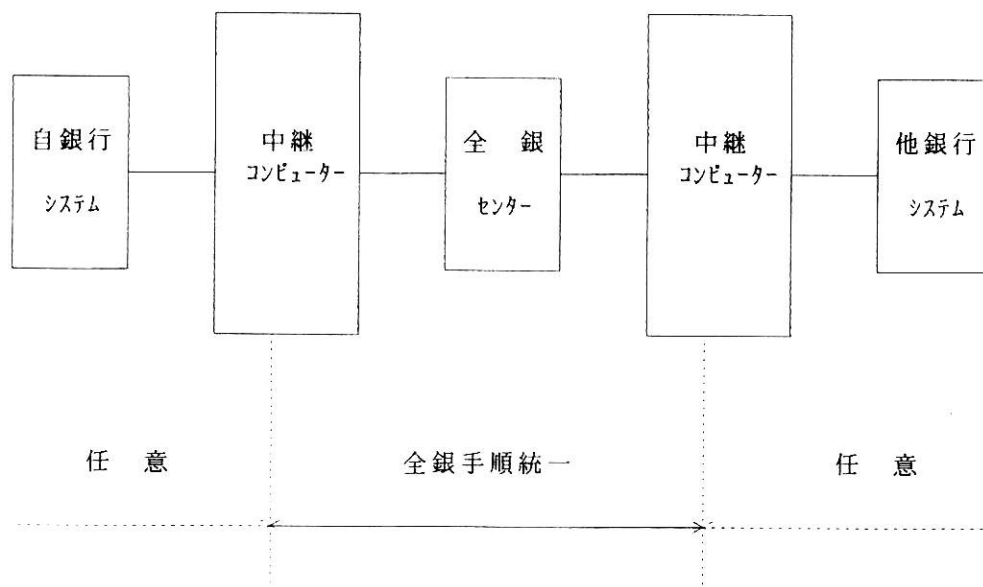 自銀行
システム
中継
コンピューター
全 銀
センター
中継
コンピューター
他銀行
システム
任 意
全銀手順統一
任 意